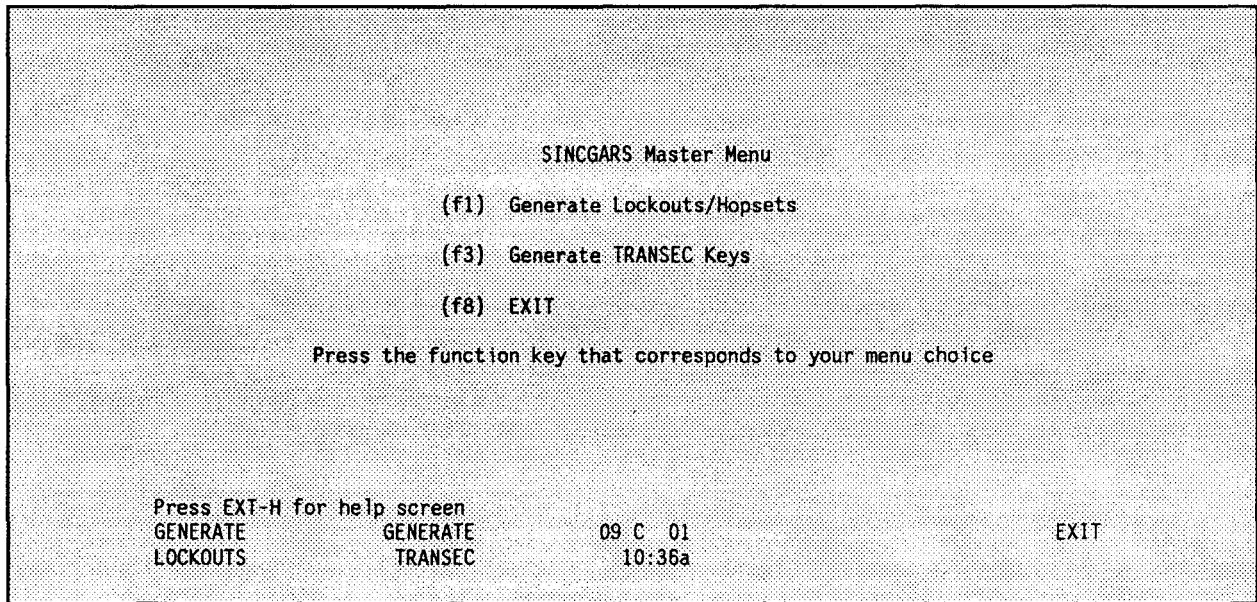 SINCGARS Master Menu
(f1) Generate Lockouts/Hopsets
(f3) Generate TRANSEC Keys
(f8) EXIT
Press the function key that corresponds to your menu choice
Press EXT-H for help screen
GENERATE GENERATE 09 C 01 EXIT
LOCKOUTS TRANSEC 10:36a